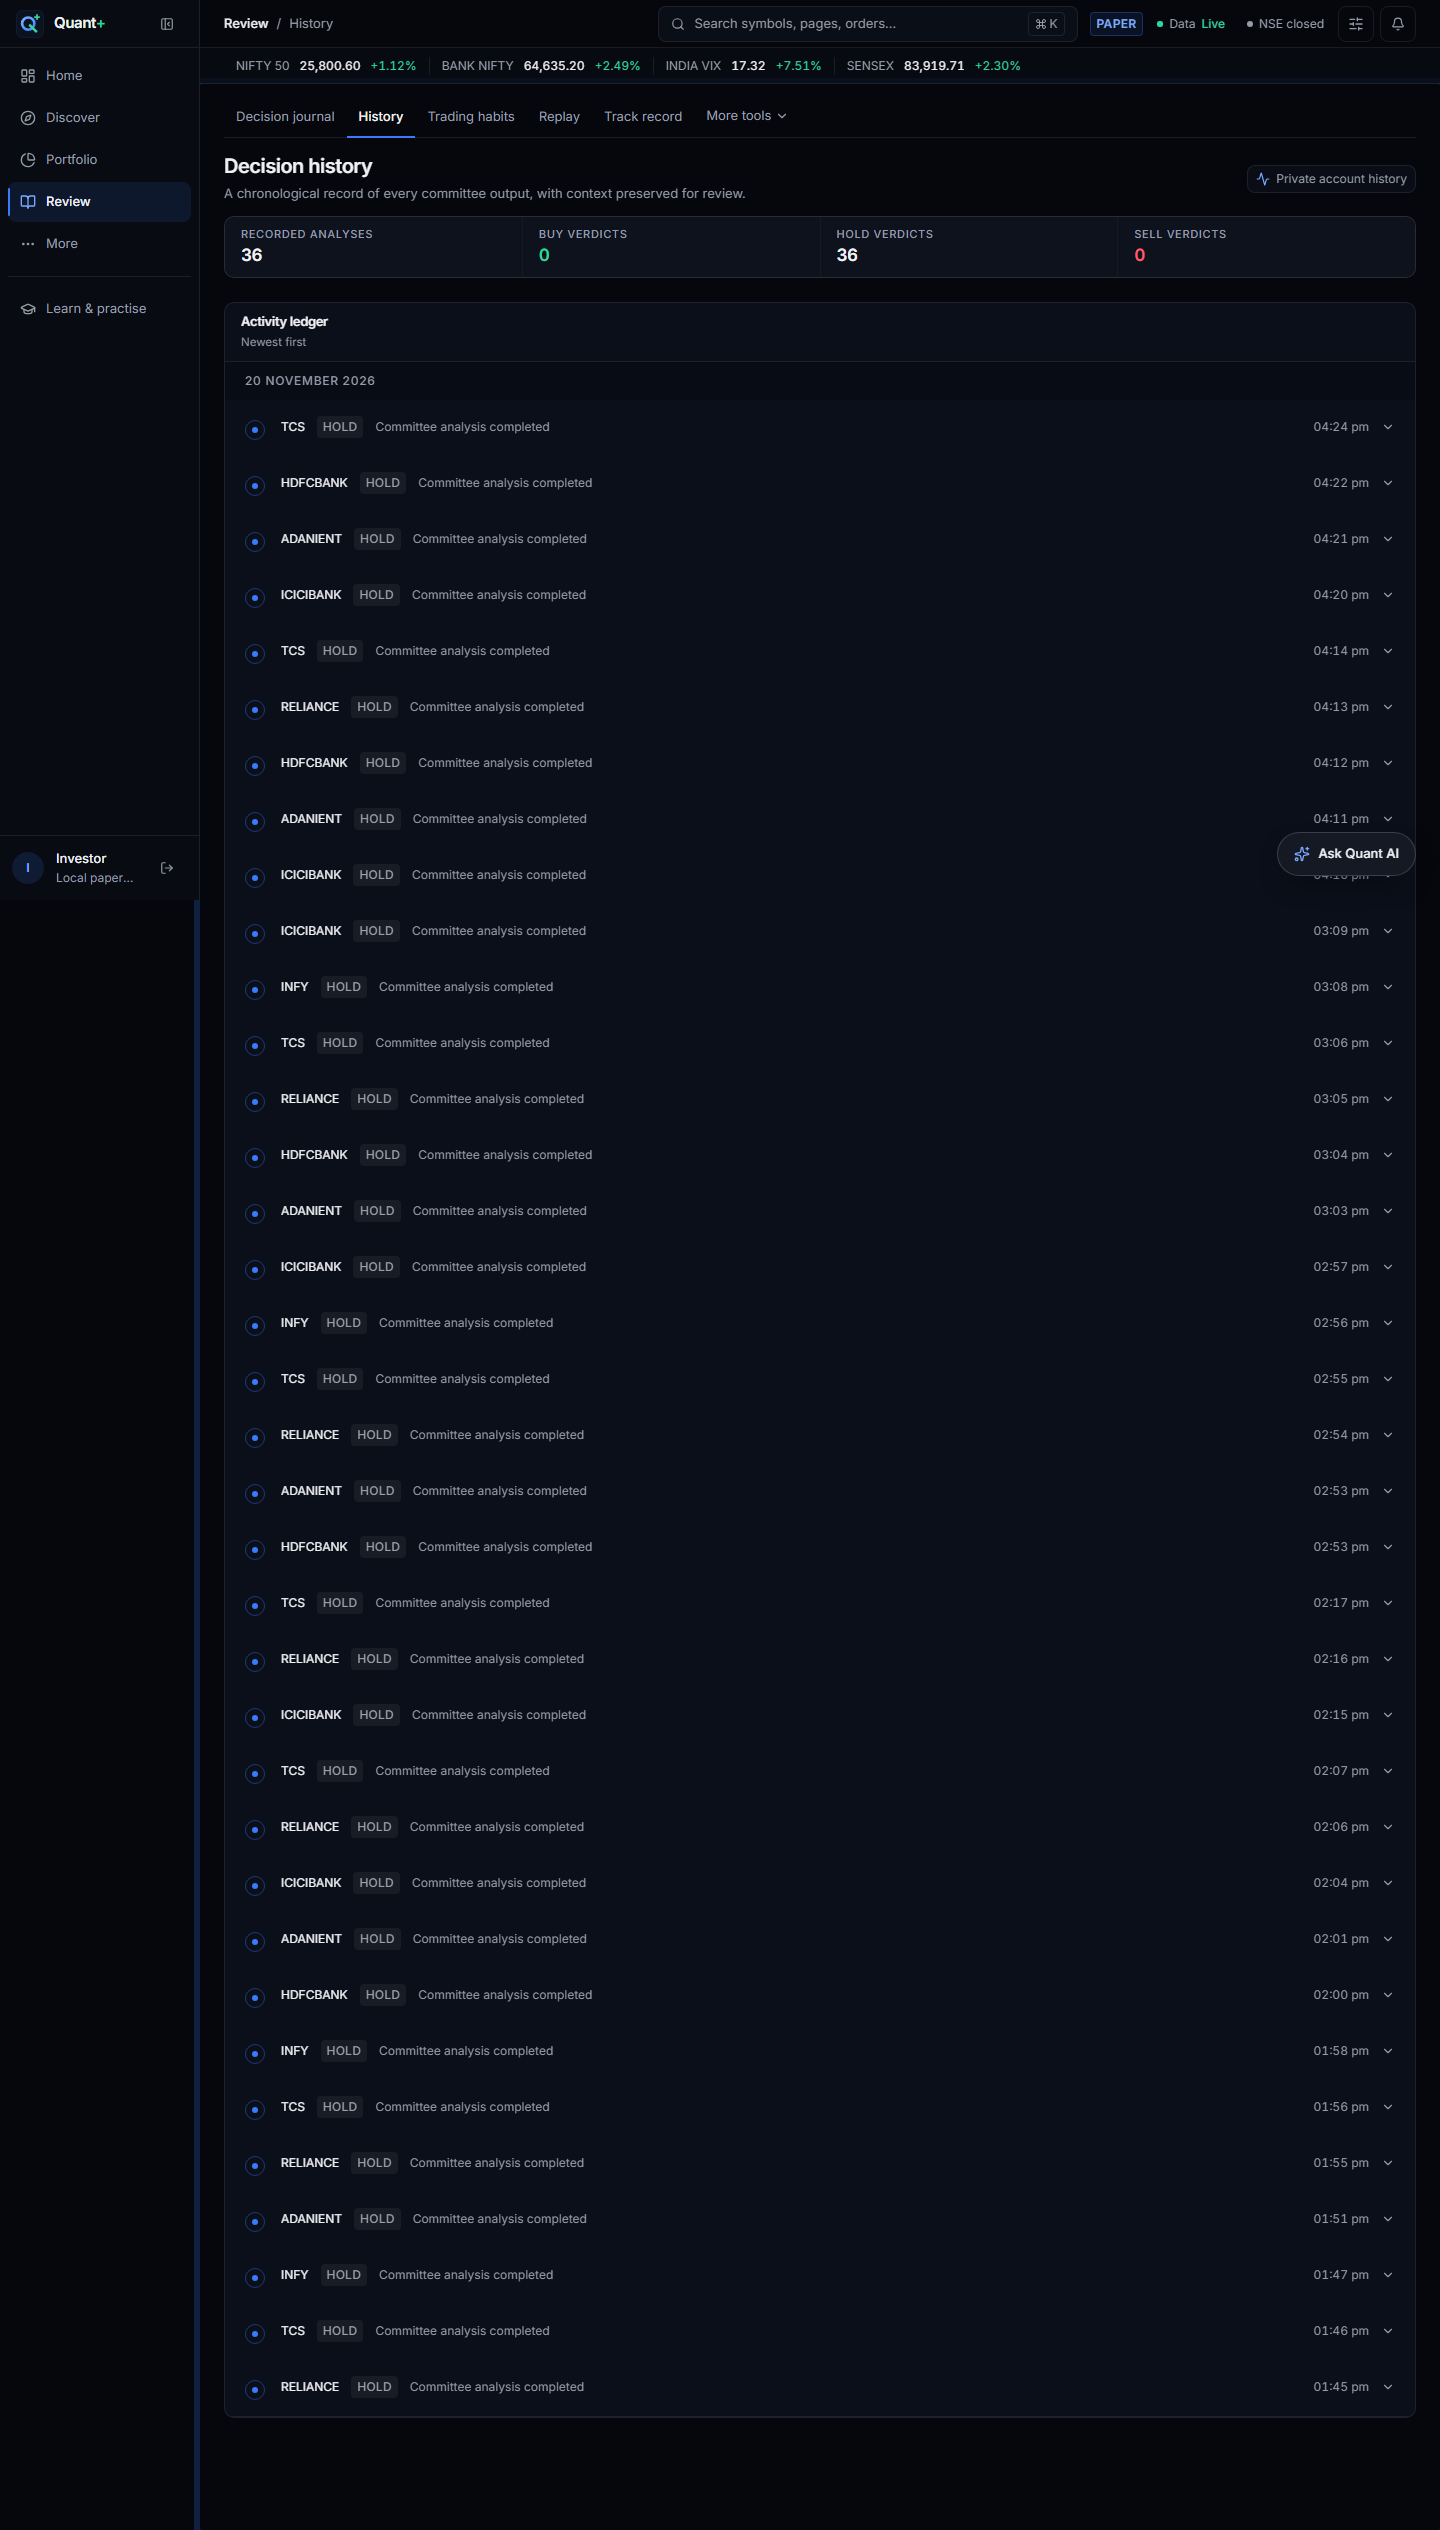 Quant+
Review / History
Search symbols, pages, orders...
⌘ K
PAPER
Data Live
NSE closed
Home
Discover
Portfolio
Review
More
Learn & practise
Investor
I
Local paper...
NIFTY 50 25,800.60 +1.12%
BANK NIFTY 64,635.20 +2.49%
INDIA VIX 17.32 +7.51%
SENSEX 83,919.71 +2.30%
Decision journal
History
Trading habits
Replay
Track record
More tools
Decision history
A chronological record of every committee output, with context preserved for review.
Private account history
RECORDED ANALYSES
36
BUY VERDICTS
0
HOLD VERDICTS
36
SELL VERDICTS
0
Activity ledger
Newest first
20 NOVEMBER 2026
TCS HOLD Committee analysis completed 04:24 pm
HDFCBANK HOLD Committee analysis completed 04:22 pm
ADANIENT HOLD Committee analysis completed 04:21 pm
ICICIBANK HOLD Committee analysis completed 04:20 pm
TCS HOLD Committee analysis completed 04:14 pm
RELIANCE HOLD Committee analysis completed 04:13 pm
HDFCBANK HOLD Committee analysis completed 04:12 pm
ADANIENT HOLD Committee analysis completed 04:11 pm
Ask Quant AI
ICICIBANK HOLD Committee analysis completed
ICICIBANK HOLD Committee analysis completed 03:09 pm
INFY HOLD Committee analysis completed 03:08 pm
TCS HOLD Committee analysis completed 03:06 pm
RELIANCE HOLD Committee analysis completed 03:05 pm
HDFCBANK HOLD Committee analysis completed 03:04 pm
ADANIENT HOLD Committee analysis completed 03:03 pm
ICICIBANK HOLD Committee analysis completed 02:57 pm
INFY HOLD Committee analysis completed 02:56 pm
TCS HOLD Committee analysis completed 02:55 pm
RELIANCE HOLD Committee analysis completed 02:54 pm
ADANIENT HOLD Committee analysis completed 02:53 pm
HDFCBANK HOLD Committee analysis completed 02:53 pm
TCS HOLD Committee analysis completed 02:17 pm
RELIANCE HOLD Committee analysis completed 02:16 pm
ICICIBANK HOLD Committee analysis completed 02:15 pm
TCS HOLD Committee analysis completed 02:07 pm
RELIANCE HOLD Committee analysis completed 02:06 pm
ICICIBANK HOLD Committee analysis completed 02:04 pm
ADANIENT HOLD Committee analysis completed 02:01 pm
HDFCBANK HOLD Committee analysis completed 02:00 pm
INFY HOLD Committee analysis completed 01:58 pm
TCS HOLD Committee analysis completed 01:56 pm
RELIANCE HOLD Committee analysis completed 01:55 pm
ADANIENT HOLD Committee analysis completed 01:51 pm
INFY HOLD Committee analysis completed 01:47 pm
TCS HOLD Committee analysis completed 01:46 pm
RELIANCE HOLD Committee analysis completed 01:45 pm